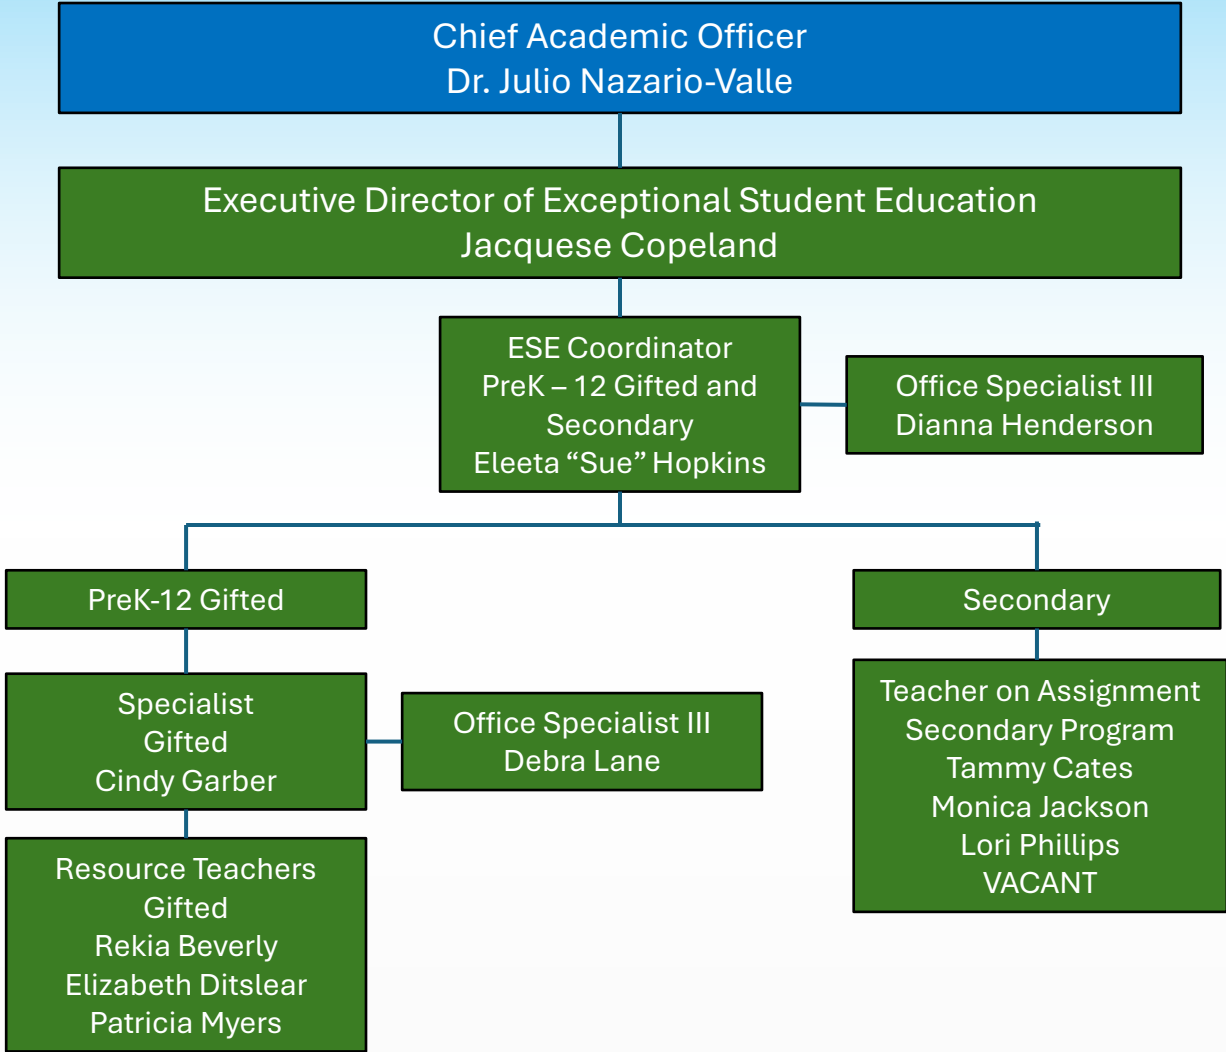 Chief Academic Officer
Dr. Julio Nazario-Valle
Executive Director of Exceptional Student Education
Jacquese Copeland
ESE Coordinator
PreK – 12 Gifted and
Secondary
Eleeta “Sue” Hopkins
Office Specialist III
Dianna Henderson
PreK-12 Gifted
Secondary
Specialist
Gifted
Cindy Garber
Office Specialist III
Debra Lane
Teacher on Assignment
Secondary Program
Tammy Cates
Monica Jackson
Lori Phillips
VACANT
Resource Teachers
Gifted
Rekia Beverly
Elizabeth Ditslear
Patricia Myers